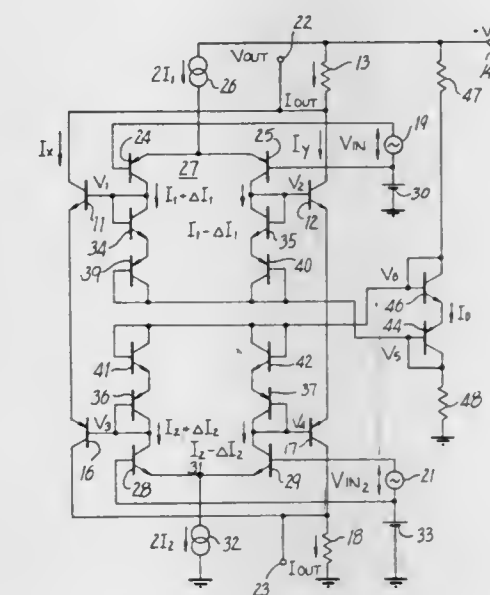 22
+V
VOUT
14
2I₁
26
13
47
IOUT
24
25
19
Ix
27
Iy
VIN
V₁
I₁+ΔI₁
V₂
30
11
I₁-ΔI₁
12
34
35
39
40
V₆
46
I₀
44
V₅
41
42
36
37
48
V₃
I₂+ΔI₂
V₄
16
I₂-ΔI₂
17
31
21
28
29
VIN₂
2I₂
32
18
33
IOUT
23